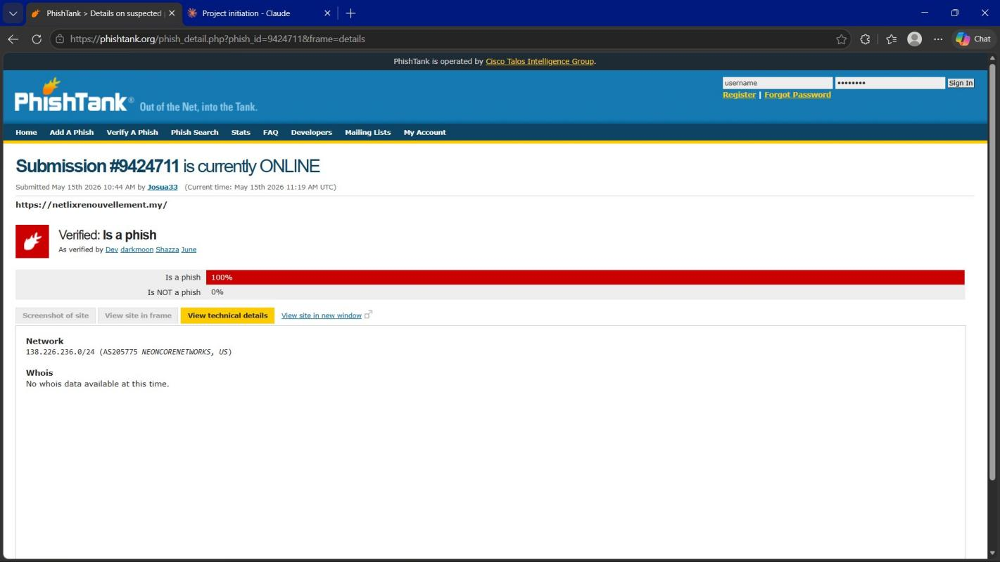 PhishTank > Details on suspected
Project initiation - Claude
https://phishtank.org/phish_detail.php?phish_id=9424711&frame=details
Chat
PhishTank is operated by Cisco Talos Intelligence Group.
PhishTank® Out of the Net, into the Tank.
username •••••••• Sign In
Register | Forgot Password
Home Add A Phish Verify A Phish Phish Search Stats FAQ Developers Mailing Lists My Account
Submission #9424711 is currently ONLINE
Submitted May 15th 2026 10:44 AM by Josua33 (Current time: May 15th 2026 11:19 AM UTC)
https://netlixrenouvellement.my/
Verified: Is a phish
As verified by Dev darkmoon Shazza June
Is a phish 100%
Is NOT a phish 0%
Screenshot of site View site in frame View technical details View site in new window
Network
138.226.236.0/24 (AS205775 NEONCORENETWORKS, US)
Whois
No whois data available at this time.